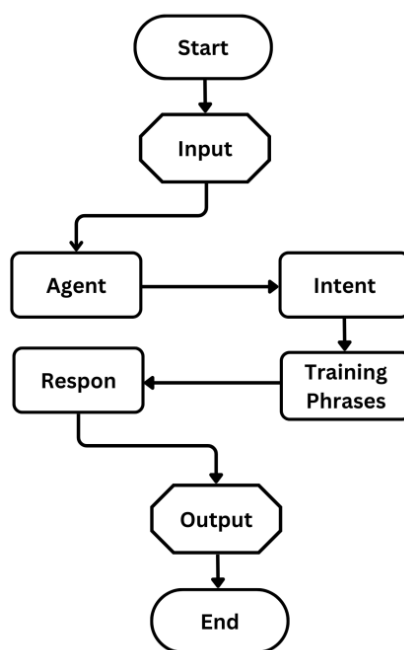 Start
Input
Agent
Intent
Training
Phrases
Respon
Output
End